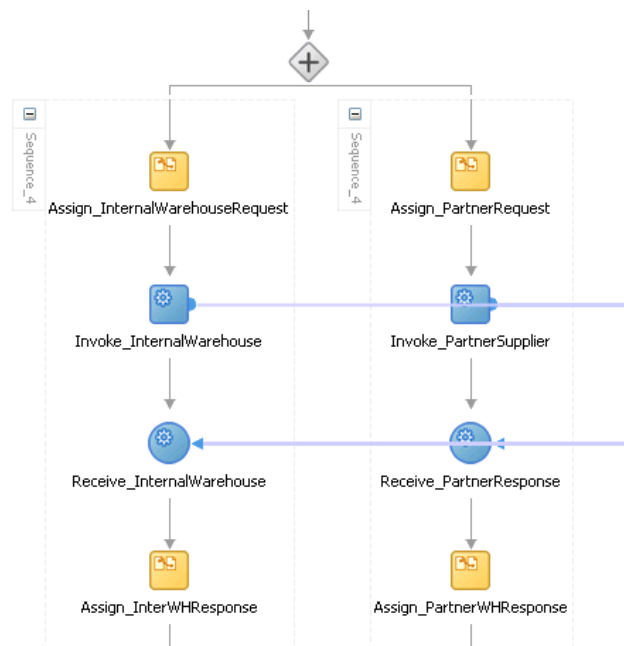 Sequence_4
Assign_InternalWarehouseRequest
Invoke_InternalWarehouse
Receive_InternalWarehouse
Assign_InterWHResponse
Sequence_4
Assign_PartnerRequest
Invoke_PartnerSupplier
Receive_PartnerResponse
Assign_PartnerWHResponse